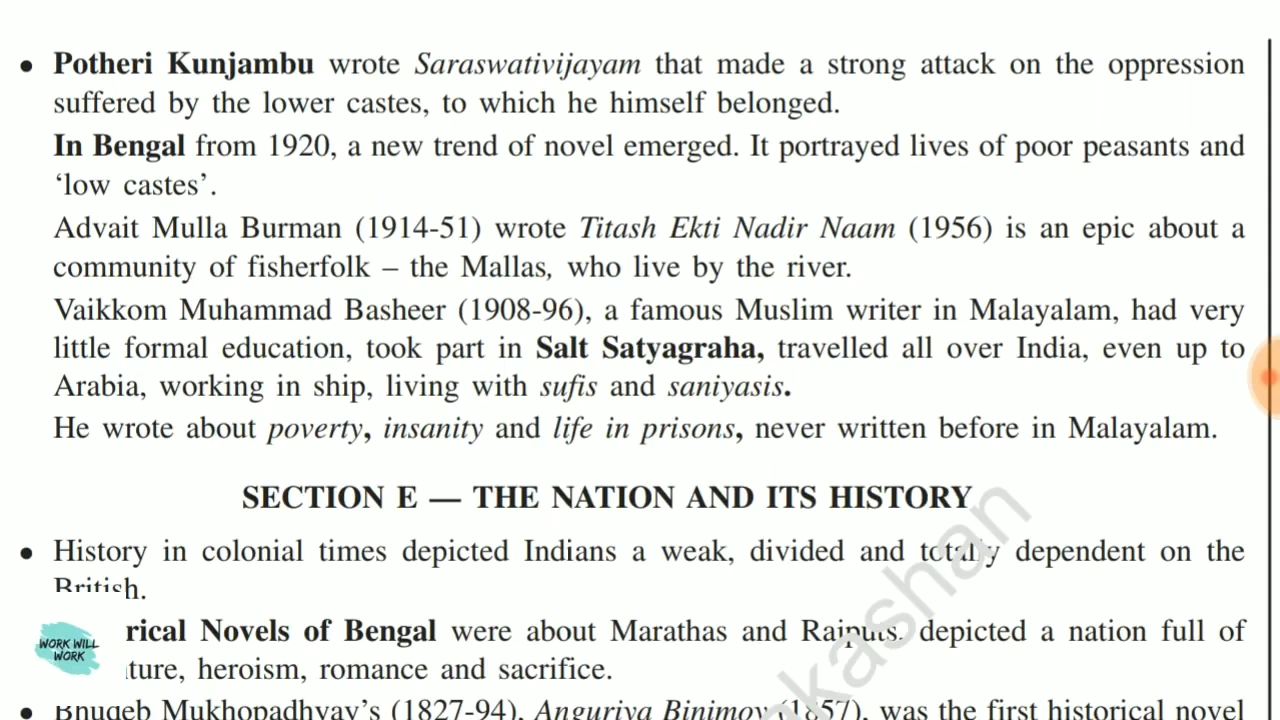 • Potheri Kunjambu wrote Saraswativijayam that made a strong attack on the oppression
suffered by the lower castes, to which he himself belonged.
In Bengal from 1920, a new trend of novel emerged. It portrayed lives of poor peasants and
‘low castes’.
Advait Mulla Burman (1914-51) wrote Titash Ekti Nadir Naam (1956) is an epic about a
community of fisherfolk – the Mallas, who live by the river.
Vaikkom Muhammad Basheer (1908-96), a famous Muslim writer in Malayalam, had very
little formal education, took part in Salt Satyagraha, travelled all over India, even up to
Arabia, working in ship, living with sufis and saniyasis.
He wrote about poverty, insanity and life in prisons, never written before in Malayalam.
SECTION E — THE NATION AND ITS HISTORY
• History in colonial times depicted Indians a weak, divided and totally dependent on the
British.
rical Novels of Bengal were about Marathas and Rajputs. depicted a nation full of
ture, heroism, romance and sacrifice.
WORK WILL
WORK
• Bhudeb Mukhopadhyay's (1827-94), Anguriya Binimoy (1857), was the first historical novel
kashan